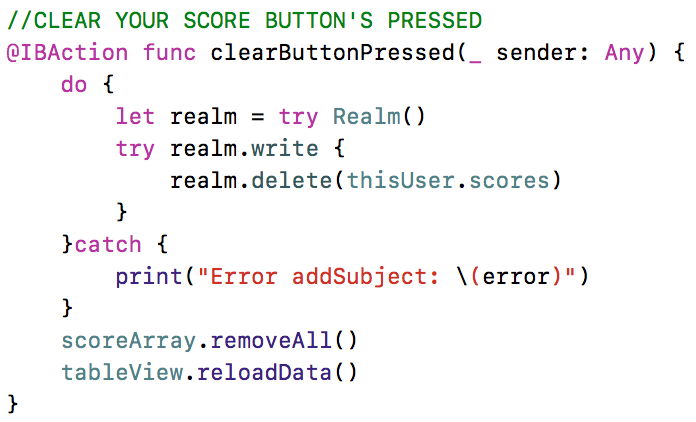 //CLEAR YOUR SCORE BUTTON'S PRESSED
@IBAction func clearButtonPressed(_ sender: Any) {
    do {
        let realm = try Realm()
        try realm.write {
            realm.delete(thisUser.scores)
        }
    }catch {
        print("Error addSubject: \(error)")
    }
    scoreArray.removeAll()
    tableView.reloadData()
}